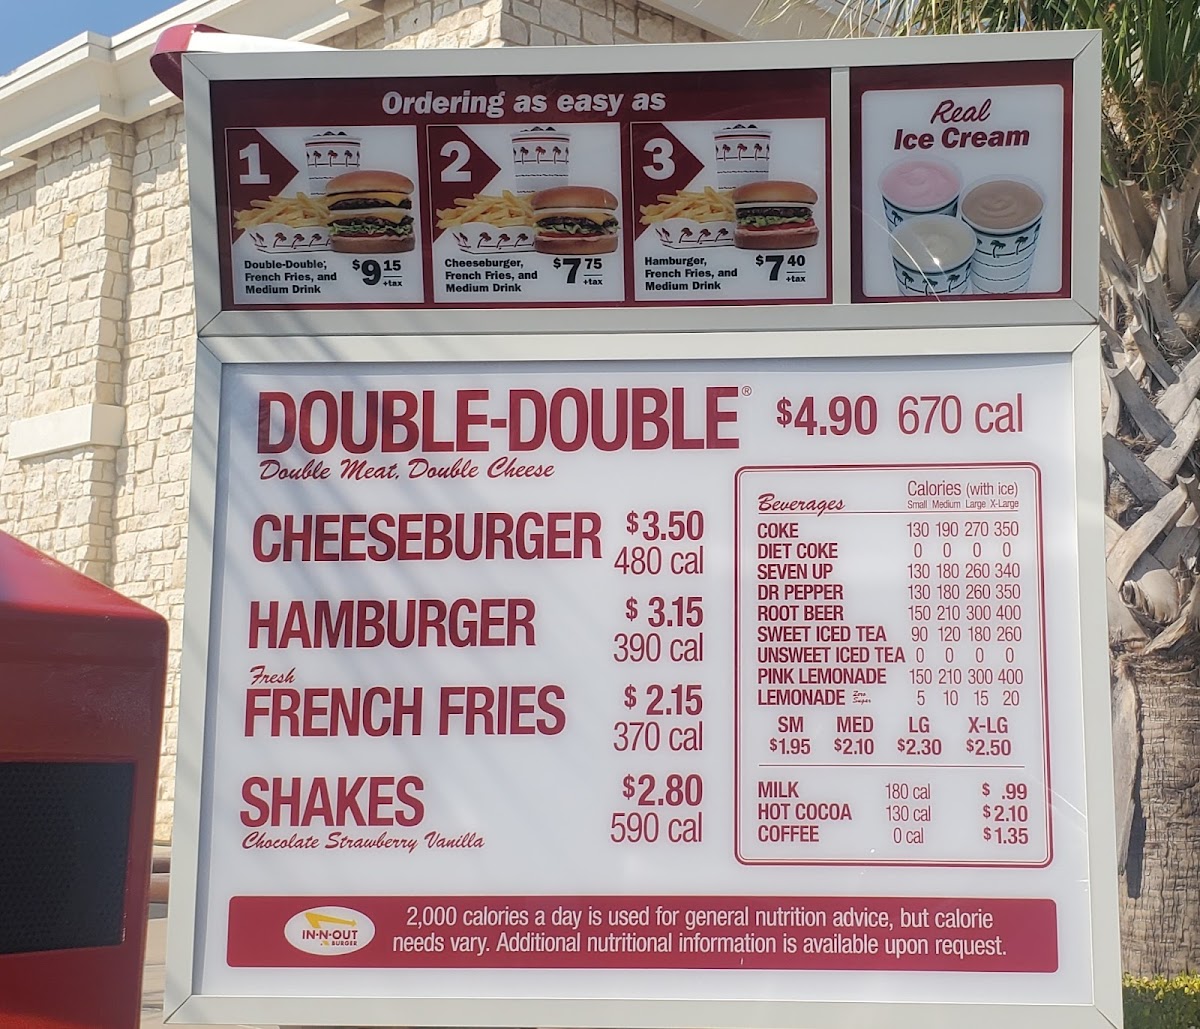 Ordering as easy as
1
Double-Double®,
French Fries, and
Medium Drink
$9 15
+tax
2
Cheeseburger,
French Fries, and
Medium Drink
$7 75
+tax
3
Hamburger,
French Fries, and
Medium Drink
$7 40
+tax
Real
Ice Cream
DOUBLE-DOUBLE® $4.90 670 cal
Double Meat, Double Cheese
CHEESEBURGER $3.50
480 cal
HAMBURGER $3.15
390 cal
Fresh
FRENCH FRIES $2.15
370 cal
SHAKES $2.80
590 cal
Chocolate Strawberry Vanilla
Beverages Calories (with ice)
Small Medium Large X-Large
COKE 130 190 270 350
DIET COKE 0 0 0 0
SEVEN UP 130 180 260 340
DR PEPPER 130 180 260 350
ROOT BEER 150 210 300 400
SWEET ICED TEA 90 120 180 260
UNSWEET ICED TEA 0 0 0 0
PINK LEMONADE 150 210 300 400
LEMONADE Zero Sugar 5 10 15 20
SM MED LG X-LG
$1.95 $2.10 $2.30 $2.50
MILK 180 cal $ .99
HOT COCOA 130 cal $2.10
COFFEE 0 cal $1.35
IN-N-OUT
BURGER
2,000 calories a day is used for general nutrition advice, but calorie
needs vary. Additional nutritional information is available upon request.